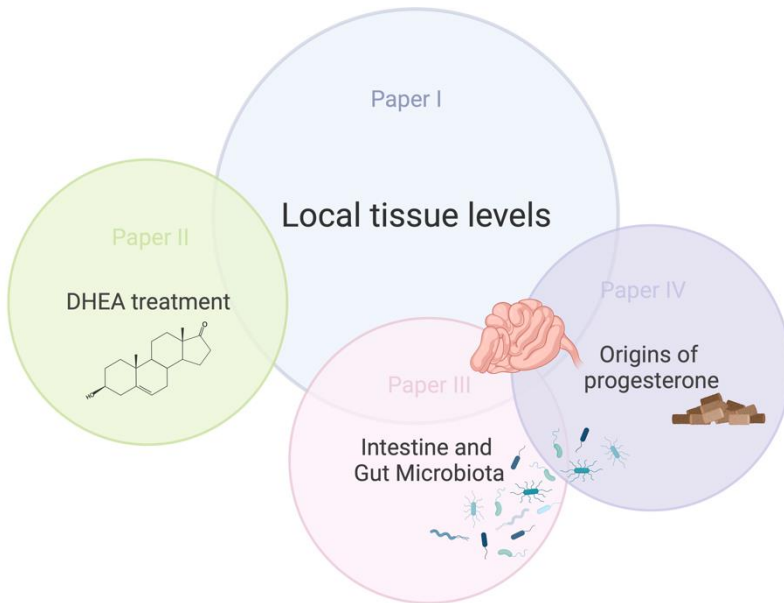 Paper I
Local tissue levels
Paper II
DHEA treatment
HO
O
Paper III
Intestine and
Gut Microbiota
Paper IV
Origins of
progesterone